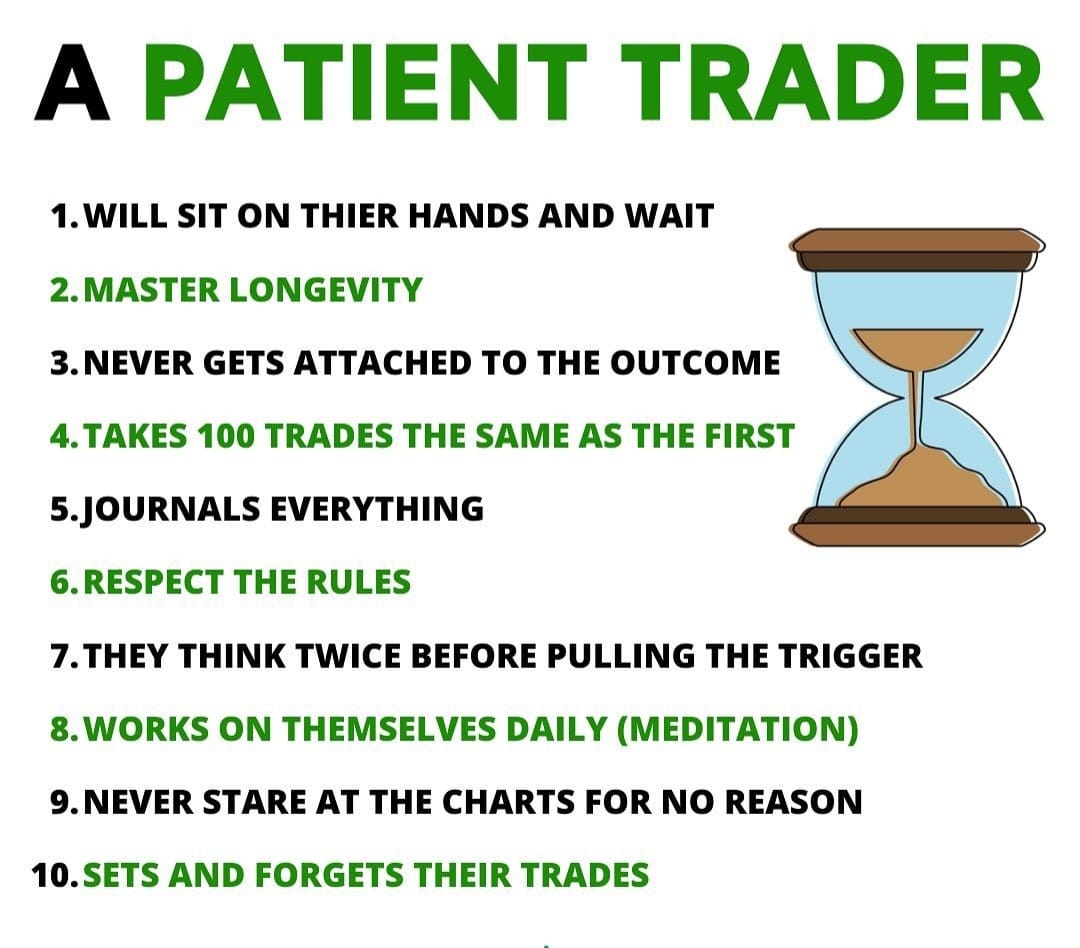 A PATIENT TRADER
1. WILL SIT ON THIER HANDS AND WAIT
2. MASTER LONGEVITY
3. NEVER GETS ATTACHED TO THE OUTCOME
4. TAKES 100 TRADES THE SAME AS THE FIRST
5. JOURNALS EVERYTHING
6. RESPECT THE RULES
7. THEY THINK TWICE BEFORE PULLING THE TRIGGER
8. WORKS ON THEMSELVES DAILY (MEDITATION)
9. NEVER STARE AT THE CHARTS FOR NO REASON
10. SETS AND FORGETS THEIR TRADES